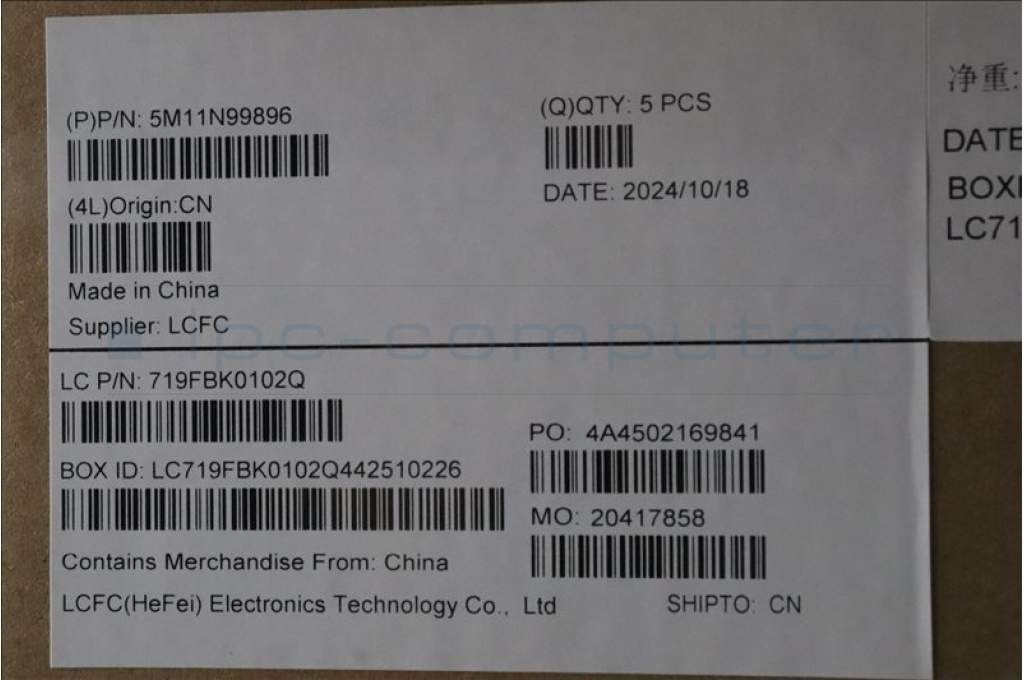 (P)P/N: 5M11N99896
(Q)QTY: 5 PCS
DATE: 2024/10/18
(4L)Origin:CN
Made in China
Supplier: LCFC
ipc-computer
LC P/N: 719FBK0102Q
BOX ID: LC719FBK0102Q442510226
PO: 4A4502169841
MO: 20417858
Contains Merchandise From: China
LCFC(HeFei) Electronics Technology Co., Ltd
SHIPTO: CN
净重:
DATE
BOXI
LC71